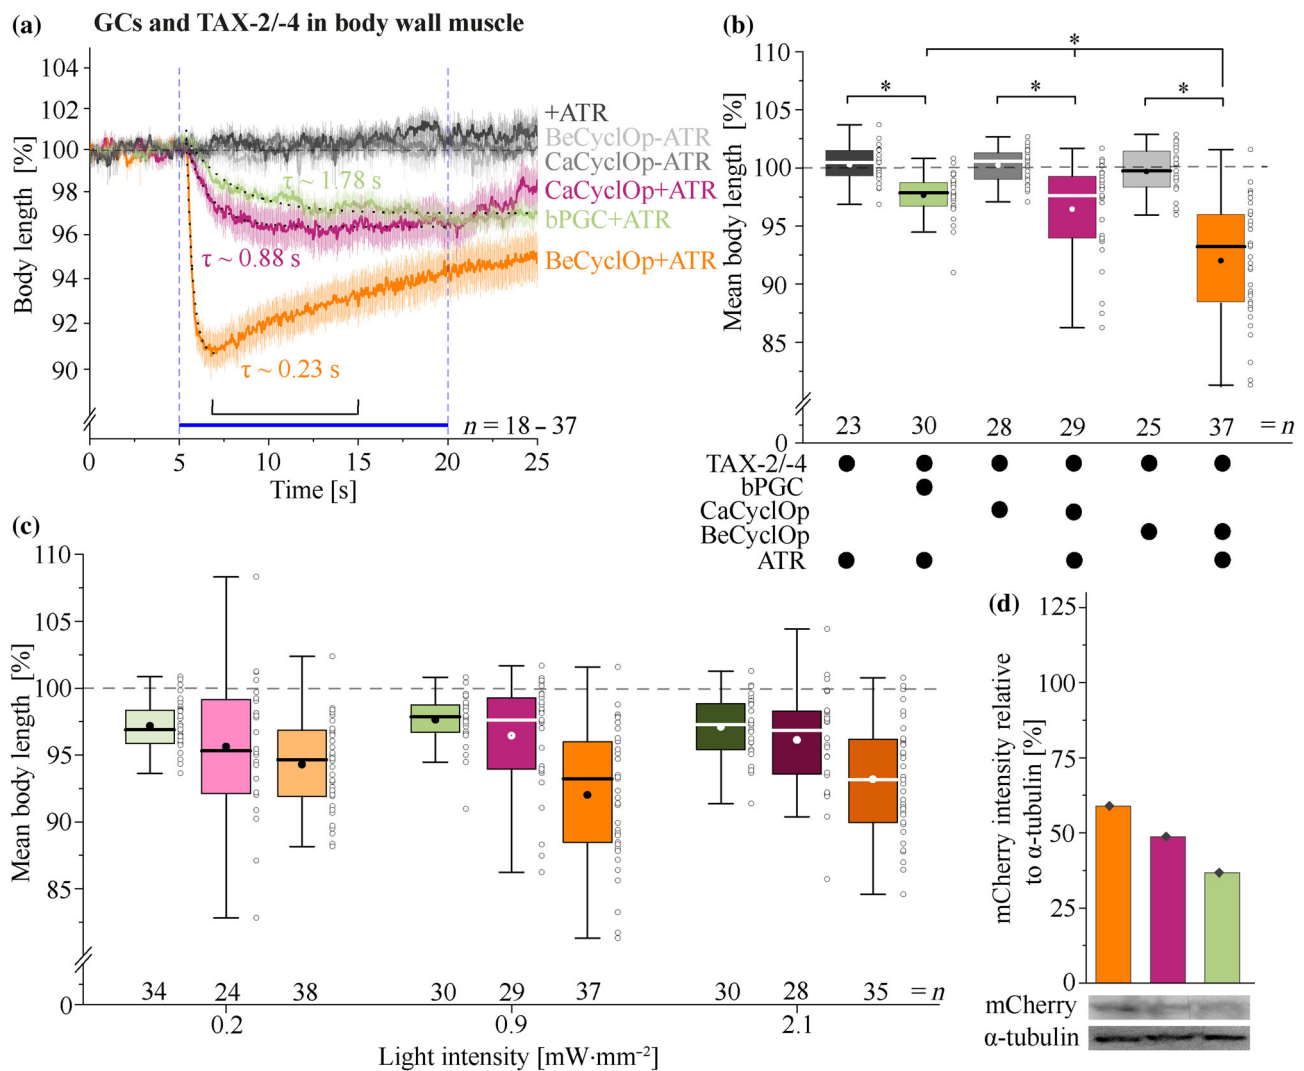 (a) GCs and TAX-2/-4 in body wall muscle
Body length [%]
104
102
100
98
96
94
92
90
0 5 10 15 20 25
Time [s]
+ATR
BeCyclOp-ATR
CaCyclOp-ATR
CaCyclOp+ATR
bPGC+ATR
BeCyclOp+ATR
τ ~ 1.78 s
τ ~ 0.88 s
τ ~ 0.23 s
n = 18 – 37
(b)
Mean body length [%]
110
105
100
95
90
85
0
*
* * *
23 30 28 29 25 37 = n
TAX-2/-4
bPGC
CaCyclOp
BeCyclOp
ATR
(c)
Mean body length [%]
110
105
100
95
90
85
0
34 24 38 30 29 37 30 28 35 = n
0.2 0.9 2.1
Light intensity [mW·mm⁻²]
(d)
mCherry intensity relative
to α-tubulin [%]
125
100
75
50
25
0
mCherry
α-tubulin